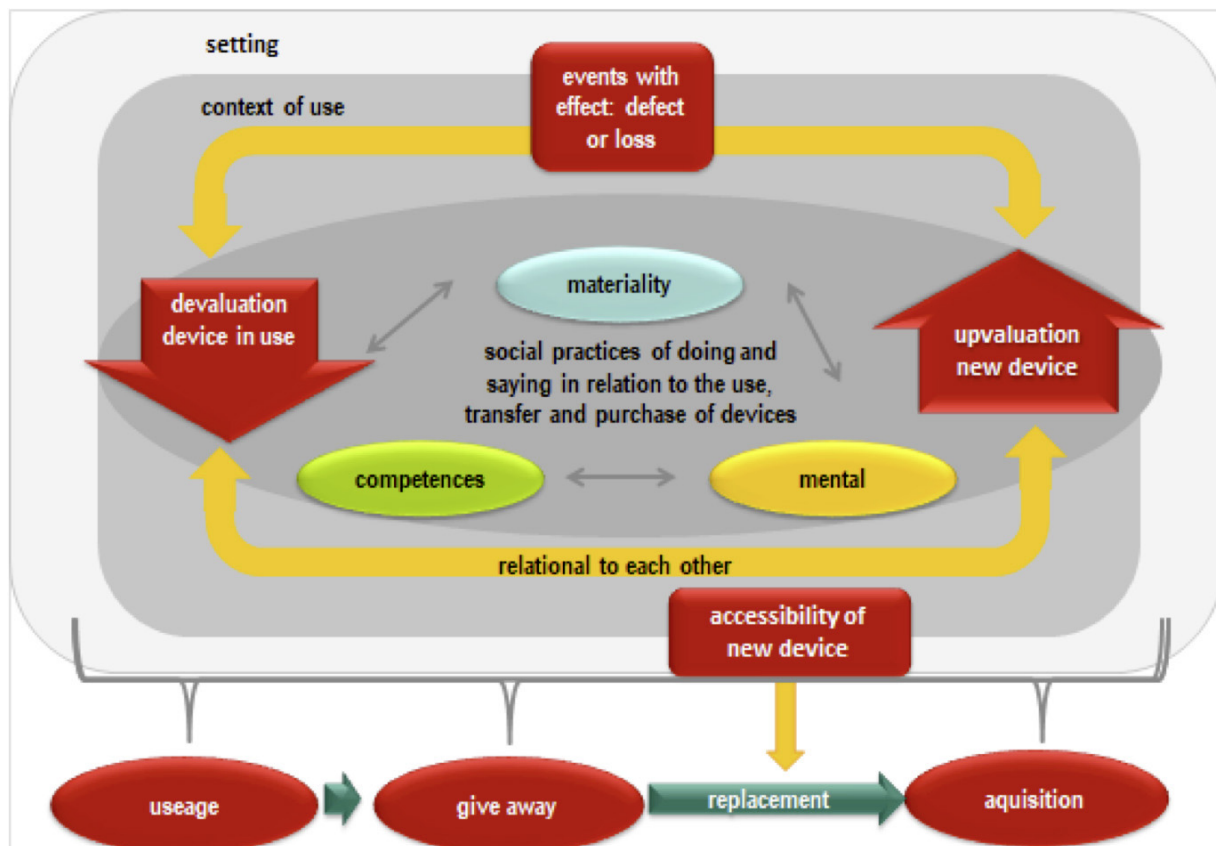 setting
events with
effect: defect
or loss
context of use
devaluation
device in use
materiality
upvaluation
new device
social practices of doing and
saying in relation to the use,
transfer and purchase of devices
competences
mental
relational to each other
accessibility of
new device
useage
give away
replacement
aquisition